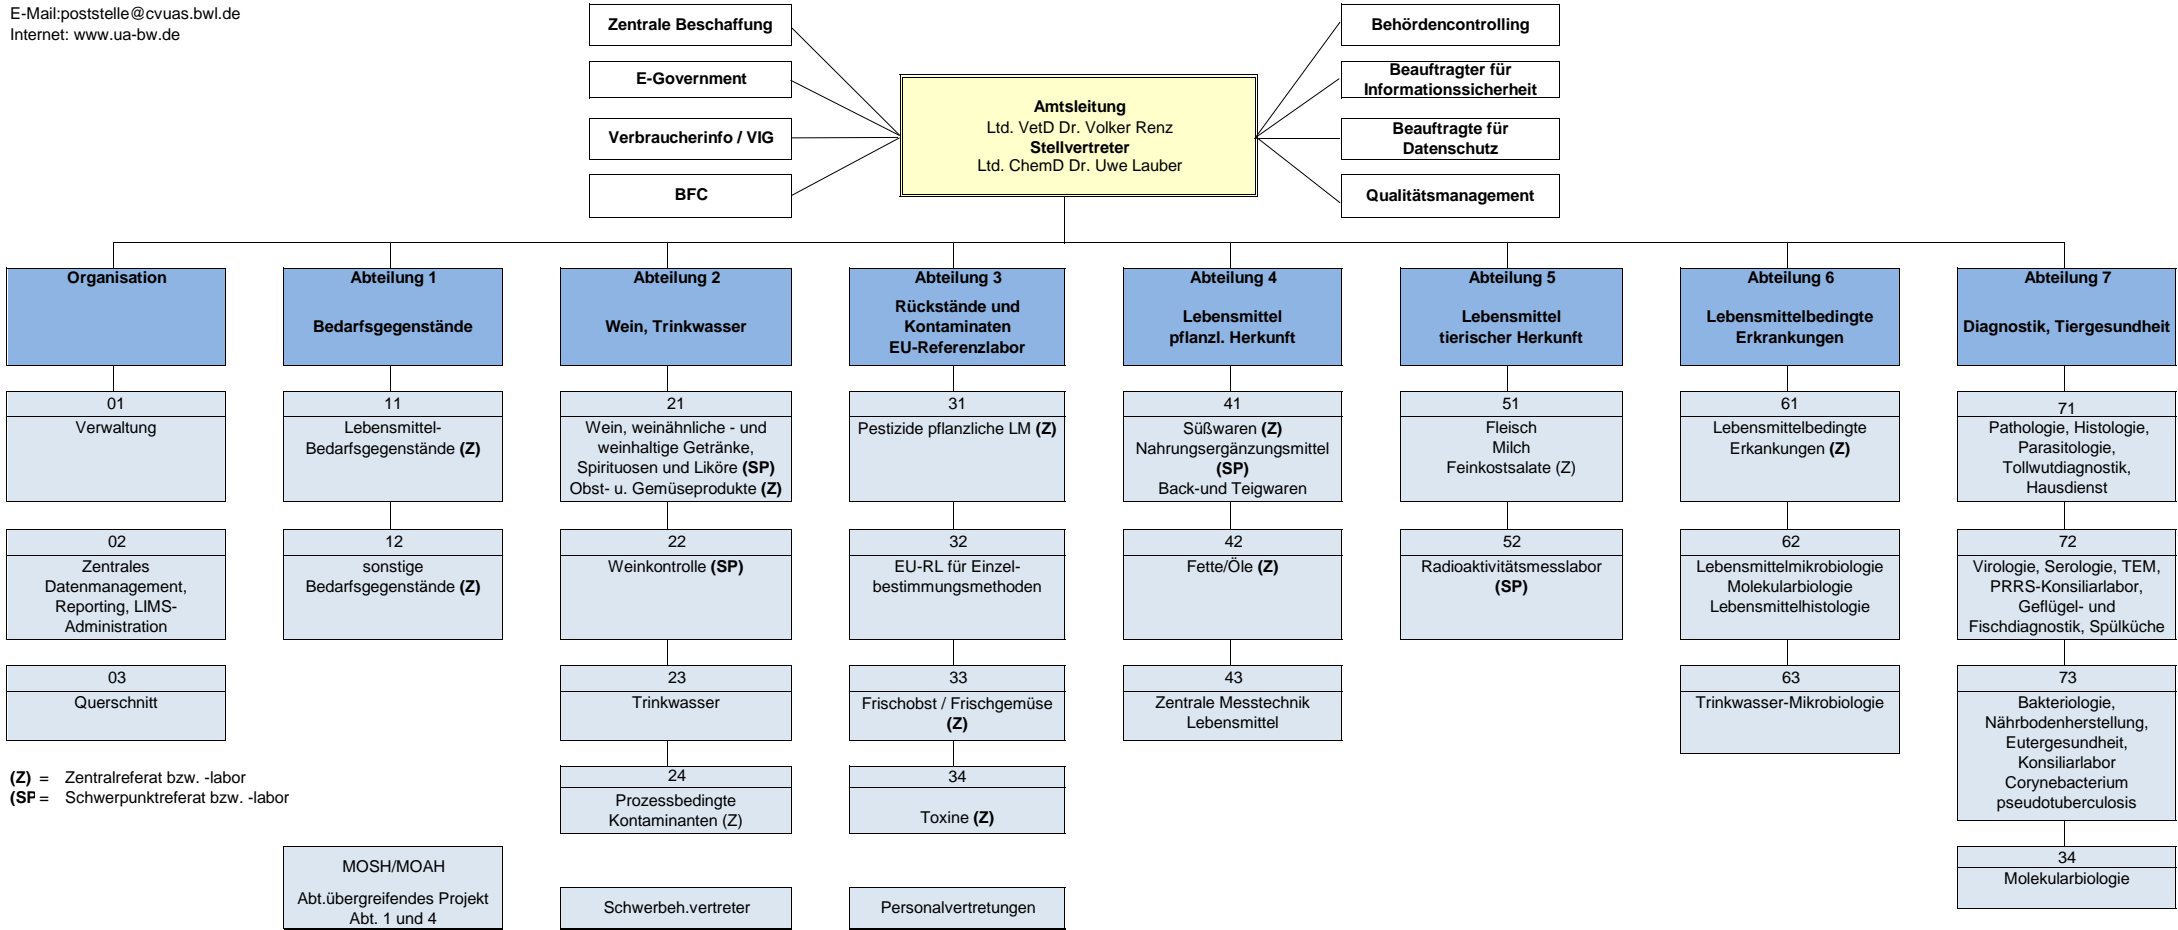 E-Mail:poststelle@cvuas.bwl.de
Internet: www.ua-bw.de
Zentrale Beschaffung
E-Government
Verbraucherinfo / VIG
BFC
Amtsleitung
Ltd. VetD Dr. Volker Renz
Stellvertreter
Ltd. ChemD Dr. Uwe Lauber
Behördencontrolling
Beauftragter für
Informationssicherheit
Beauftragte für
Datenschutz
Qualitätsmanagement
Organisation
01
Verwaltung
02
Zentrales
Datenmanagement,
Reporting, LIMS-
Administration
03
Querschnitt
(Z) = Zentralreferat bzw. -labor
(SP = Schwerpunktreferat bzw. -labor
Abteilung 1
Bedarfsgegenstände
11
Lebensmittel-
Bedarfsgegenstände (Z)
12
sonstige
Bedarfsgegenstände (Z)
MOSH/MOAH
Abt.übergreifendes Projekt
Abt. 1 und 4
Abteilung 2
Wein, Trinkwasser
21
Wein, weinähnliche - und
weinhaltige Getränke,
Spirituosen und Liköre (SP)
Obst- u. Gemüseprodukte (Z)
22
Weinkontrolle (SP)
23
Trinkwasser
24
Prozessbedingte
Kontaminanten (Z)
Schwerbeh.vertreter
Abteilung 3
Rückstände und
Kontaminaten
EU-Referenzlabor
31
Pestizide pflanzliche LM (Z)
32
EU-RL für Einzel-
bestimmungsmethoden
33
Frischobst / Frischgemüse
(Z)
34
Toxine (Z)
Personalvertretungen
Abteilung 4
Lebensmittel
pflanzl. Herkunft
41
Süßwaren (Z)
Nahrungsergänzungsmittel
(SP)
Back-und Teigwaren
42
Fette/Öle (Z)
43
Zentrale Messtechnik
Lebensmittel
Abteilung 5
Lebensmittel
tierischer Herkunft
51
Fleisch
Milch
Feinkostsalate (Z)
52
Radioaktivitätsmesslabor
(SP)
Abteilung 6
Lebensmittelbedingte
Erkrankungen
61
Lebensmittelbedingte
Erkankungen (Z)
62
Lebensmittelmikrobiologie
Molekularbiologie
Lebensmittelhistologie
63
Trinkwasser-Mikrobiologie
Abteilung 7
Diagnostik, Tiergesundheit
71
Pathologie, Histologie,
Parasitologie,
Tollwutdiagnostik,
Hausdienst
72
Virologie, Serologie, TEM,
PRRS-Konsiliarlabor,
Geflügel- und
Fischdiagnostik, Spülküche
73
Bakteriologie,
Nährbodenherstellung,
Eutergesundheit,
Konsiliarlabor
Corynebacterium
pseudotuberculosis
34
Molekularbiologie